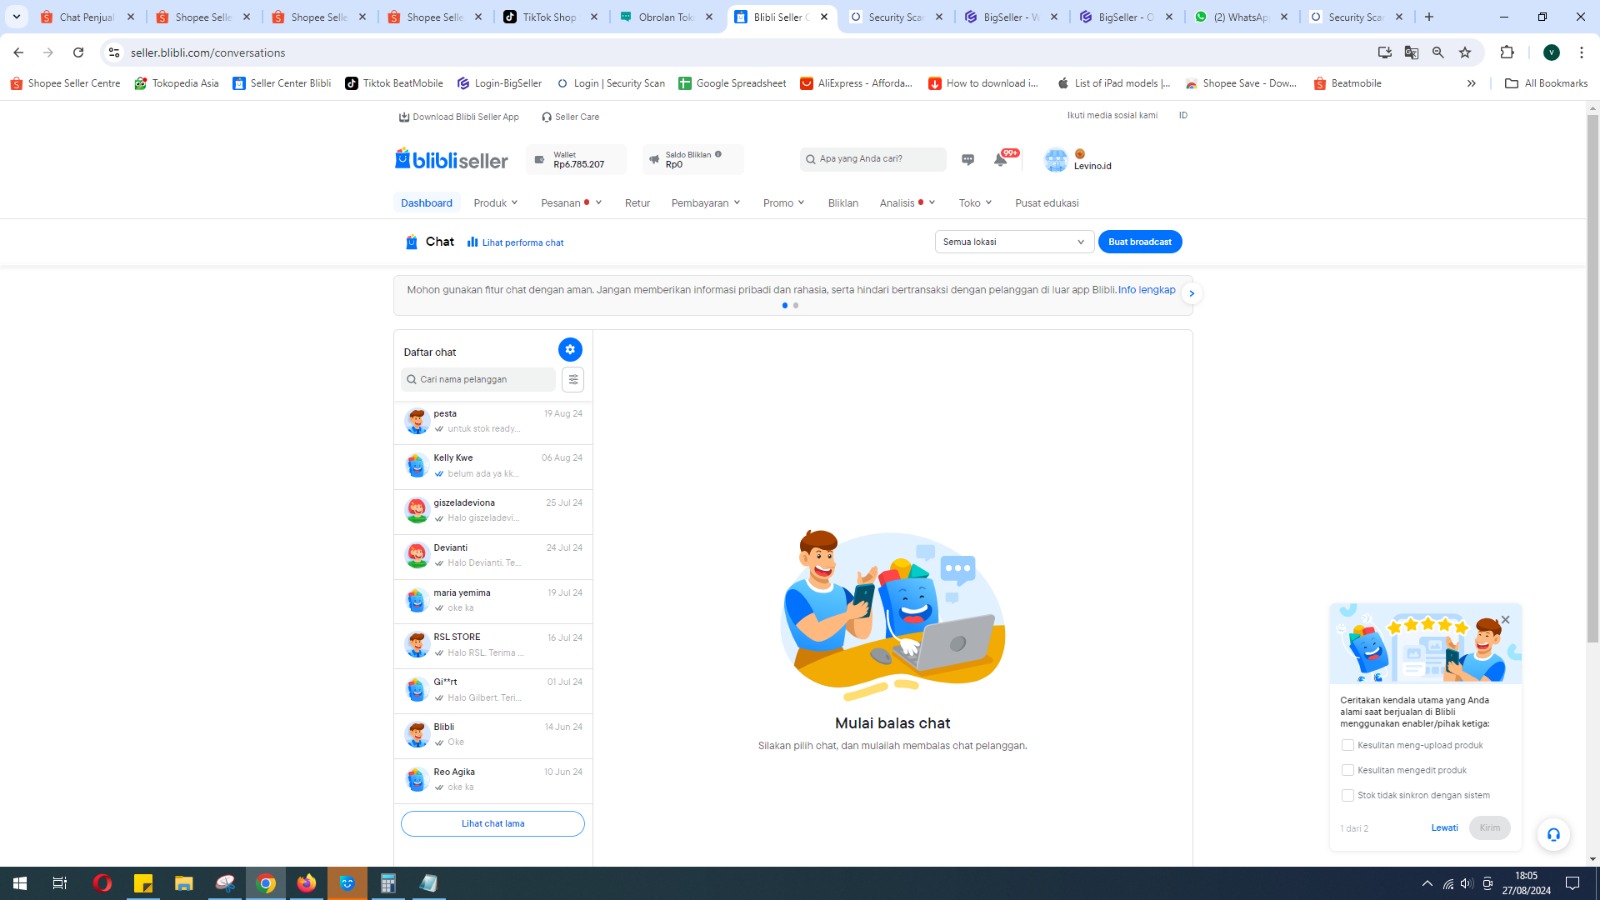 Chat Penjual
Shopee Selle
Shopee Selle
Shopee Selle
TikTok Shop
Obrolan Tok
Blibli Seller C
Security Sca
BigSeller - W
BigSeller - O
(2) WhatsAp
Security Sca
seller.blibli.com/conversations
V
Shopee Seller Centre
Tokopedia Asia
Seller Center Blibli
Tiktok BeatMobile
Login-BigSeller
Login | Security Scan
Google Spreadsheet
AliExpress - Afforda...
How to download i...
List of iPad models |...
Shopee Save - Dow...
Beatmobile
All Bookmarks
Download Blibli Seller App
Seller Care
Ikuti media sosial kami
ID
blibliseller
Wallet
Rp6.785.207
Saldo Bliklan
Rp0
Apa yang Anda cari?
99+
Levino.id
Dashboard
Produk
Pesanan
Retur
Pembayaran
Promo
Bliklan
Analisis
Toko
Pusat edukasi
Chat
Lihat performa chat
Semua lokasi
Buat broadcast
Mohon gunakan fitur chat dengan aman. Jangan memberikan informasi pribadi dan rahasia, serta hindari bertransaksi dengan pelanggan di luar app Blibli. Info lengkap
Daftar chat
Cari nama pelanggan
pesta 19 Aug 24
untuk stok ready...
Kelly Kwe 06 Aug 24
belum ada ya kk...
giszeladeviona 25 Jul 24
Halo giszeladevi...
Devianti 24 Jul 24
Halo Devianti. Te...
maria yemima 19 Jul 24
oke ka
RSL STORE 16 Jul 24
Halo RSL. Terima ...
Gi**rt 01 Jul 24
Halo Gilbert. Teri...
Blibli 14 Jun 24
Oke
Reo Agika 10 Jun 24
oke ka
Lihat chat lama
Mulai balas chat
Silakan pilih chat, dan mulailah membalas chat pelanggan.
Ceritakan kendala utama yang Anda
alami saat berjualan di Blibli
menggunakan enabler/pihak ketiga:
Kesulitan meng-upload produk
Kesulitan mengedit produk
Stok tidak sinkron dengan sistem
1 dari 2
Lewati
Kirim
18:05
27/08/2024